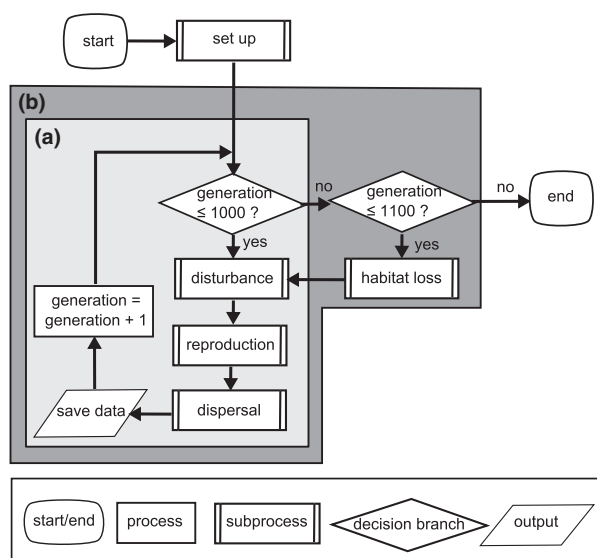 start
set up
(b)
(a)
generation
≤ 1000 ?
no
generation
≤ 1100 ?
no
end
yes
yes
disturbance
habitat loss
generation =
generation + 1
reproduction
save data
dispersal
start/end
process
subprocess
decision branch
output